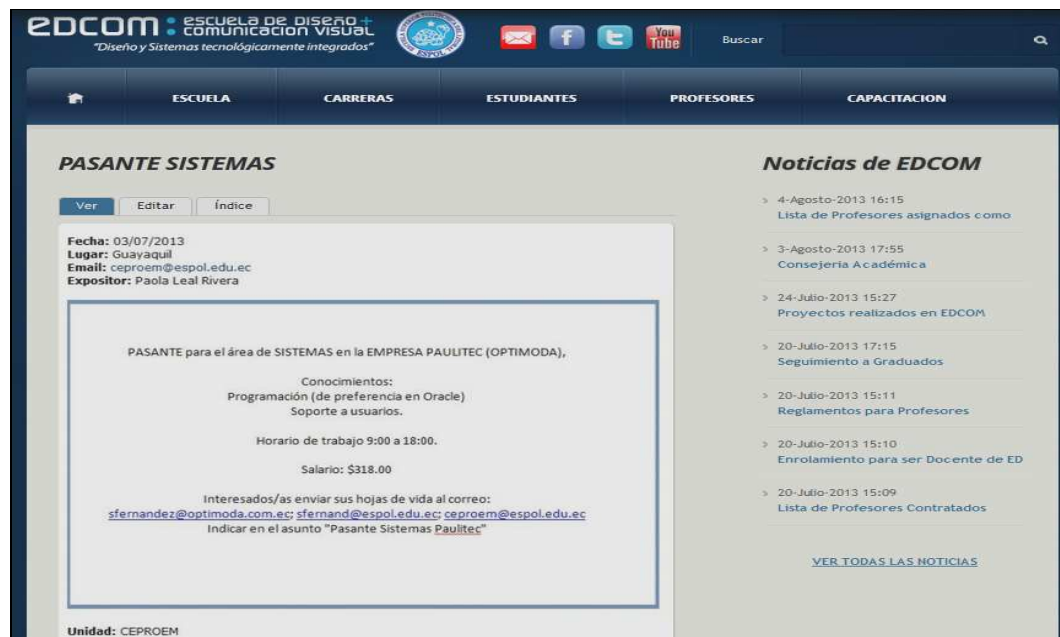 edcom: escuela de diseño + comunicación visual
"Diseño y Sistemas tecnológicamente integrados"
ESPOL
You Tube
Buscar
ESCUELA CARRERAS ESTUDIANTES PROFESORES CAPACITACION
PASANTE SISTEMAS
Ver Editar Índice
Fecha: 03/07/2013
Lugar: Guayaquil
Email: ceproem@espol.edu.ec
Expositor: Paola Leal Rivera
PASANTE para el área de SISTEMAS en la EMPRESA PAULITEC (OPTIMODA),
Conocimientos:
Programación (de preferencia en Oracle)
Soporte a usuarios.
Horario de trabajo 9:00 a 18:00.
Salario: $318.00
Interesados/as enviar sus hojas de vida al correo:
sfernandez@optimoda.com.ec; sfernand@espol.edu.ec; ceproem@espol.edu.ec
Indicar en el asunto "Pasante Sistemas Paulitec"
Unidad: CEPROEM
Noticias de EDCOM
4-Agosto-2013 16:15
Lista de Profesores asignados como
3-Agosto-2013 17:55
Consejería Académica
24-Julio-2013 15:27
Proyectos realizados en EDCOM
20-Julio-2013 17:15
Seguimiento a Graduados
20-Julio-2013 15:11
Reglamentos para Profesores
20-Julio-2013 15:10
Enrolamiento para ser Docente de ED
20-Julio-2013 15:09
Lista de Profesores Contratados
VER TODAS LAS NOTICIAS